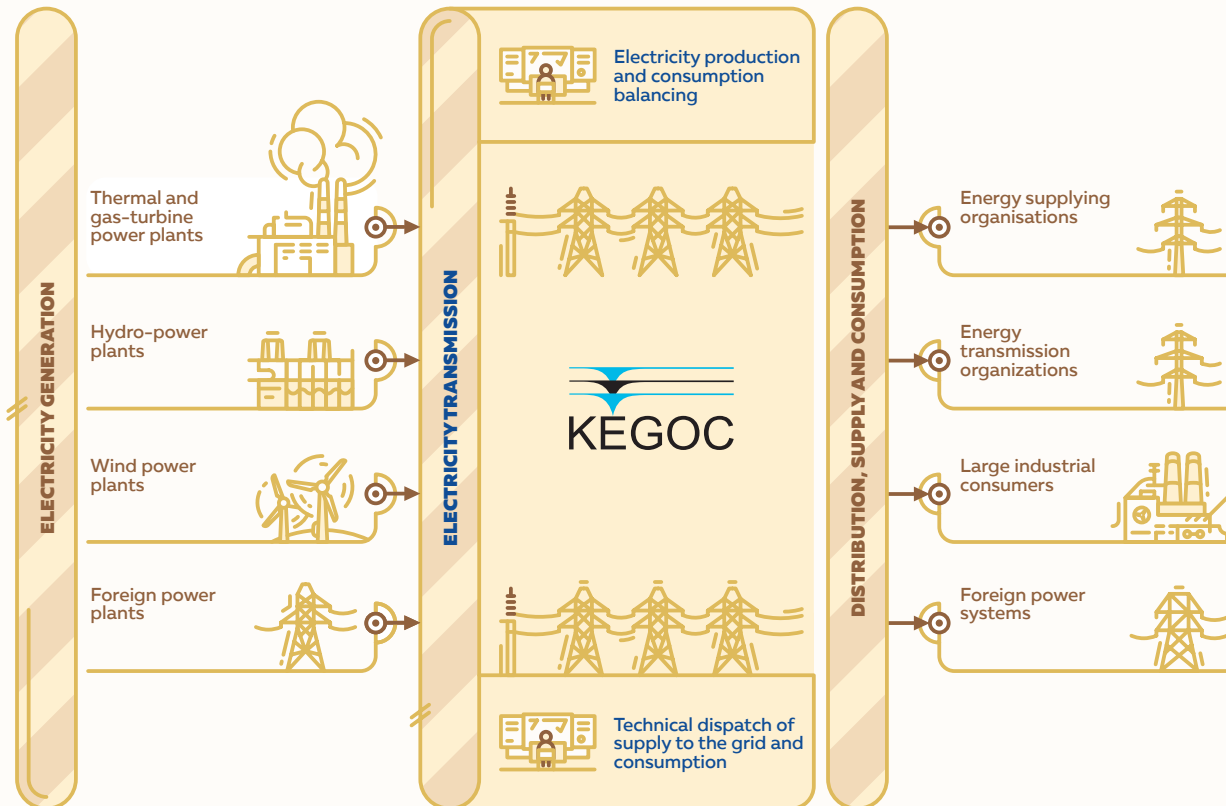 ELECTRICITY GENERATION
Thermal and
gas-turbine
power plants
Hydro-power
plants
Wind power
plants
Foreign power
plants
ELECTRICITY TRANSMISSION
Electricity production
and consumption
balancing
KEGOC
Technical dispatch of
supply to the grid and
consumption
DISTRIBUTION, SUPPLY AND CONSUMPTION
Energy supplying
organisations
Energy
transmission
organizations
Large industrial
consumers
Foreign power
systems